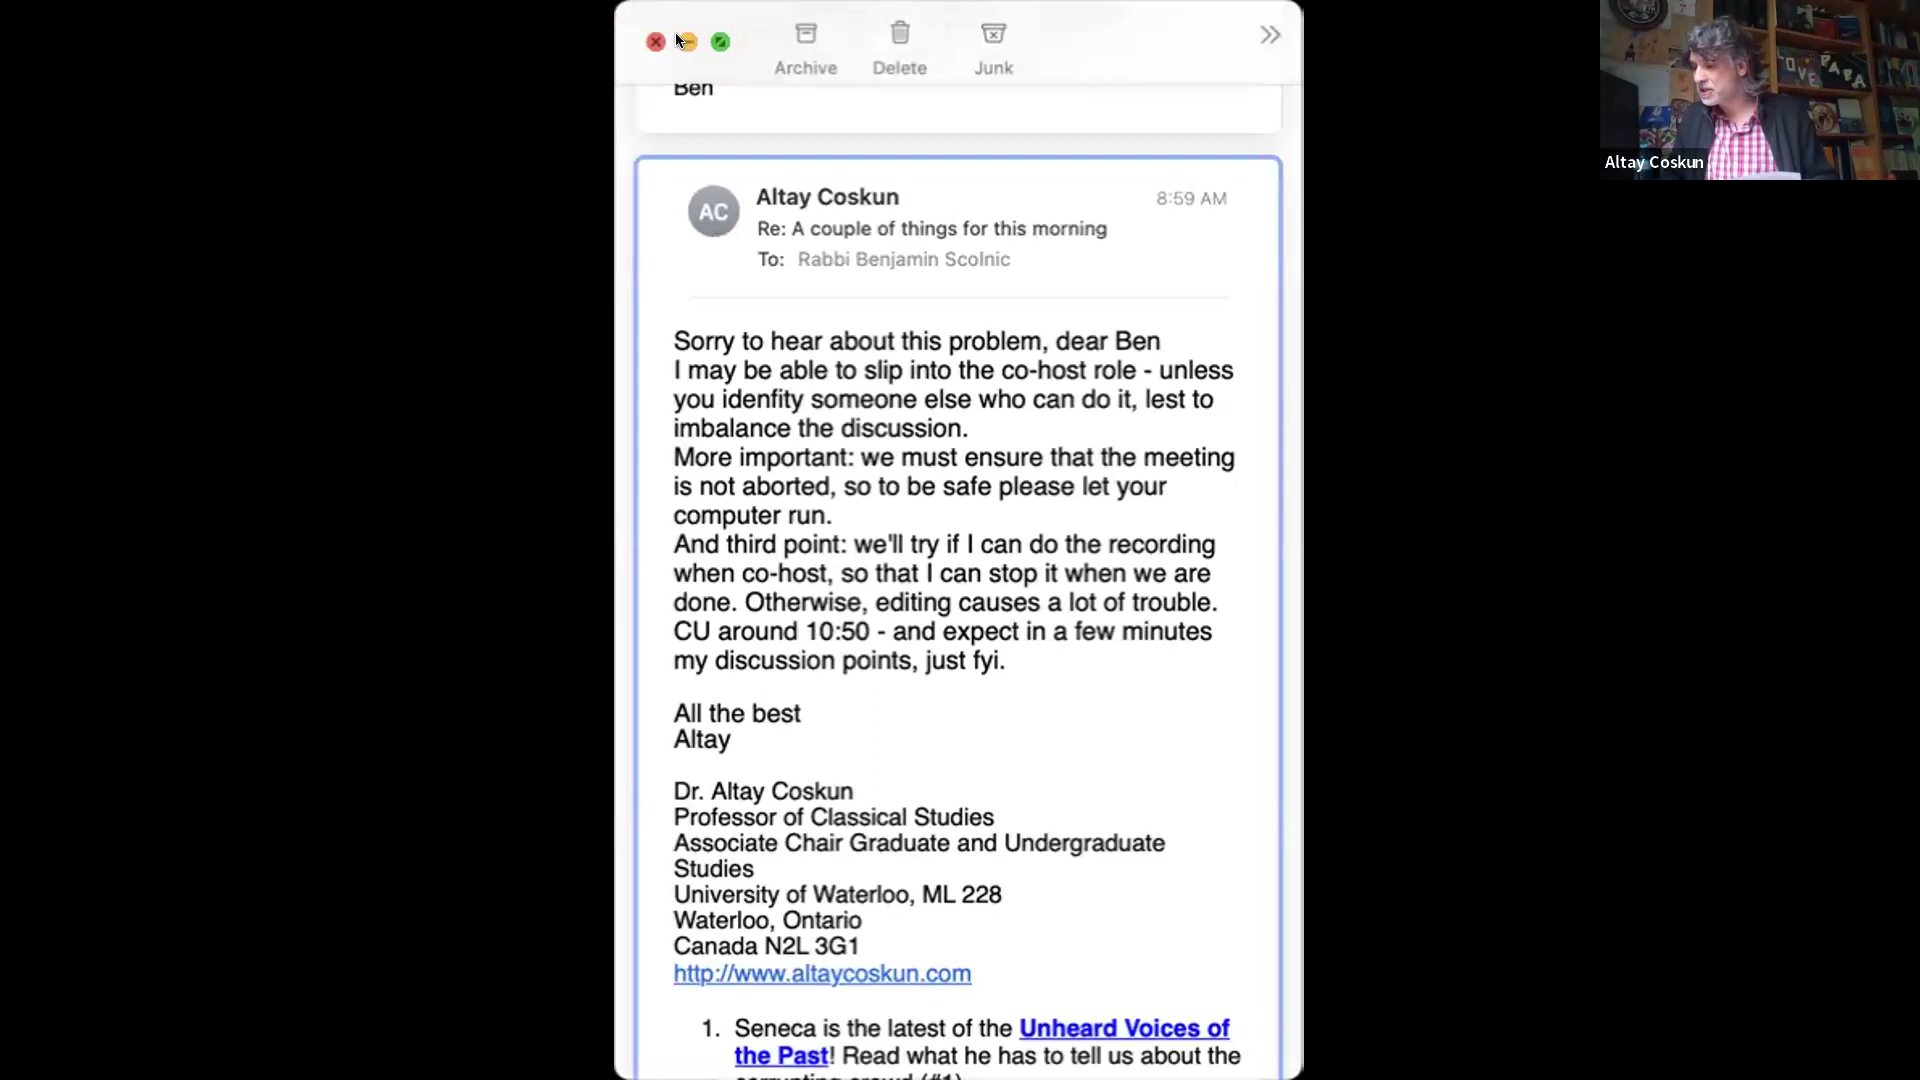 Archive
Delete
Junk
Ben
AC
Altay Coskun
8:59 AM
Re: A couple of things for this morning
To: Rabbi Benjamin Scolnic
Sorry to hear about this problem, dear Ben
I may be able to slip into the co-host role - unless
you idenfity someone else who can do it, lest to
imbalance the discussion.
More important: we must ensure that the meeting
is not aborted, so to be safe please let your
computer run.
And third point: we'll try if I can do the recording
when co-host, so that I can stop it when we are
done. Otherwise, editing causes a lot of trouble.
CU around 10:50 - and expect in a few minutes
my discussion points, just fyi.
All the best
Altay
Dr. Altay Coskun
Professor of Classical Studies
Associate Chair Graduate and Undergraduate
Studies
University of Waterloo, ML 228
Waterloo, Ontario
Canada N2L 3G1
http://www.altaycoskun.com
1. Seneca is the latest of the Unheard Voices of
the Past! Read what he has to tell us about the
LOVE BABA
Altay Coskun